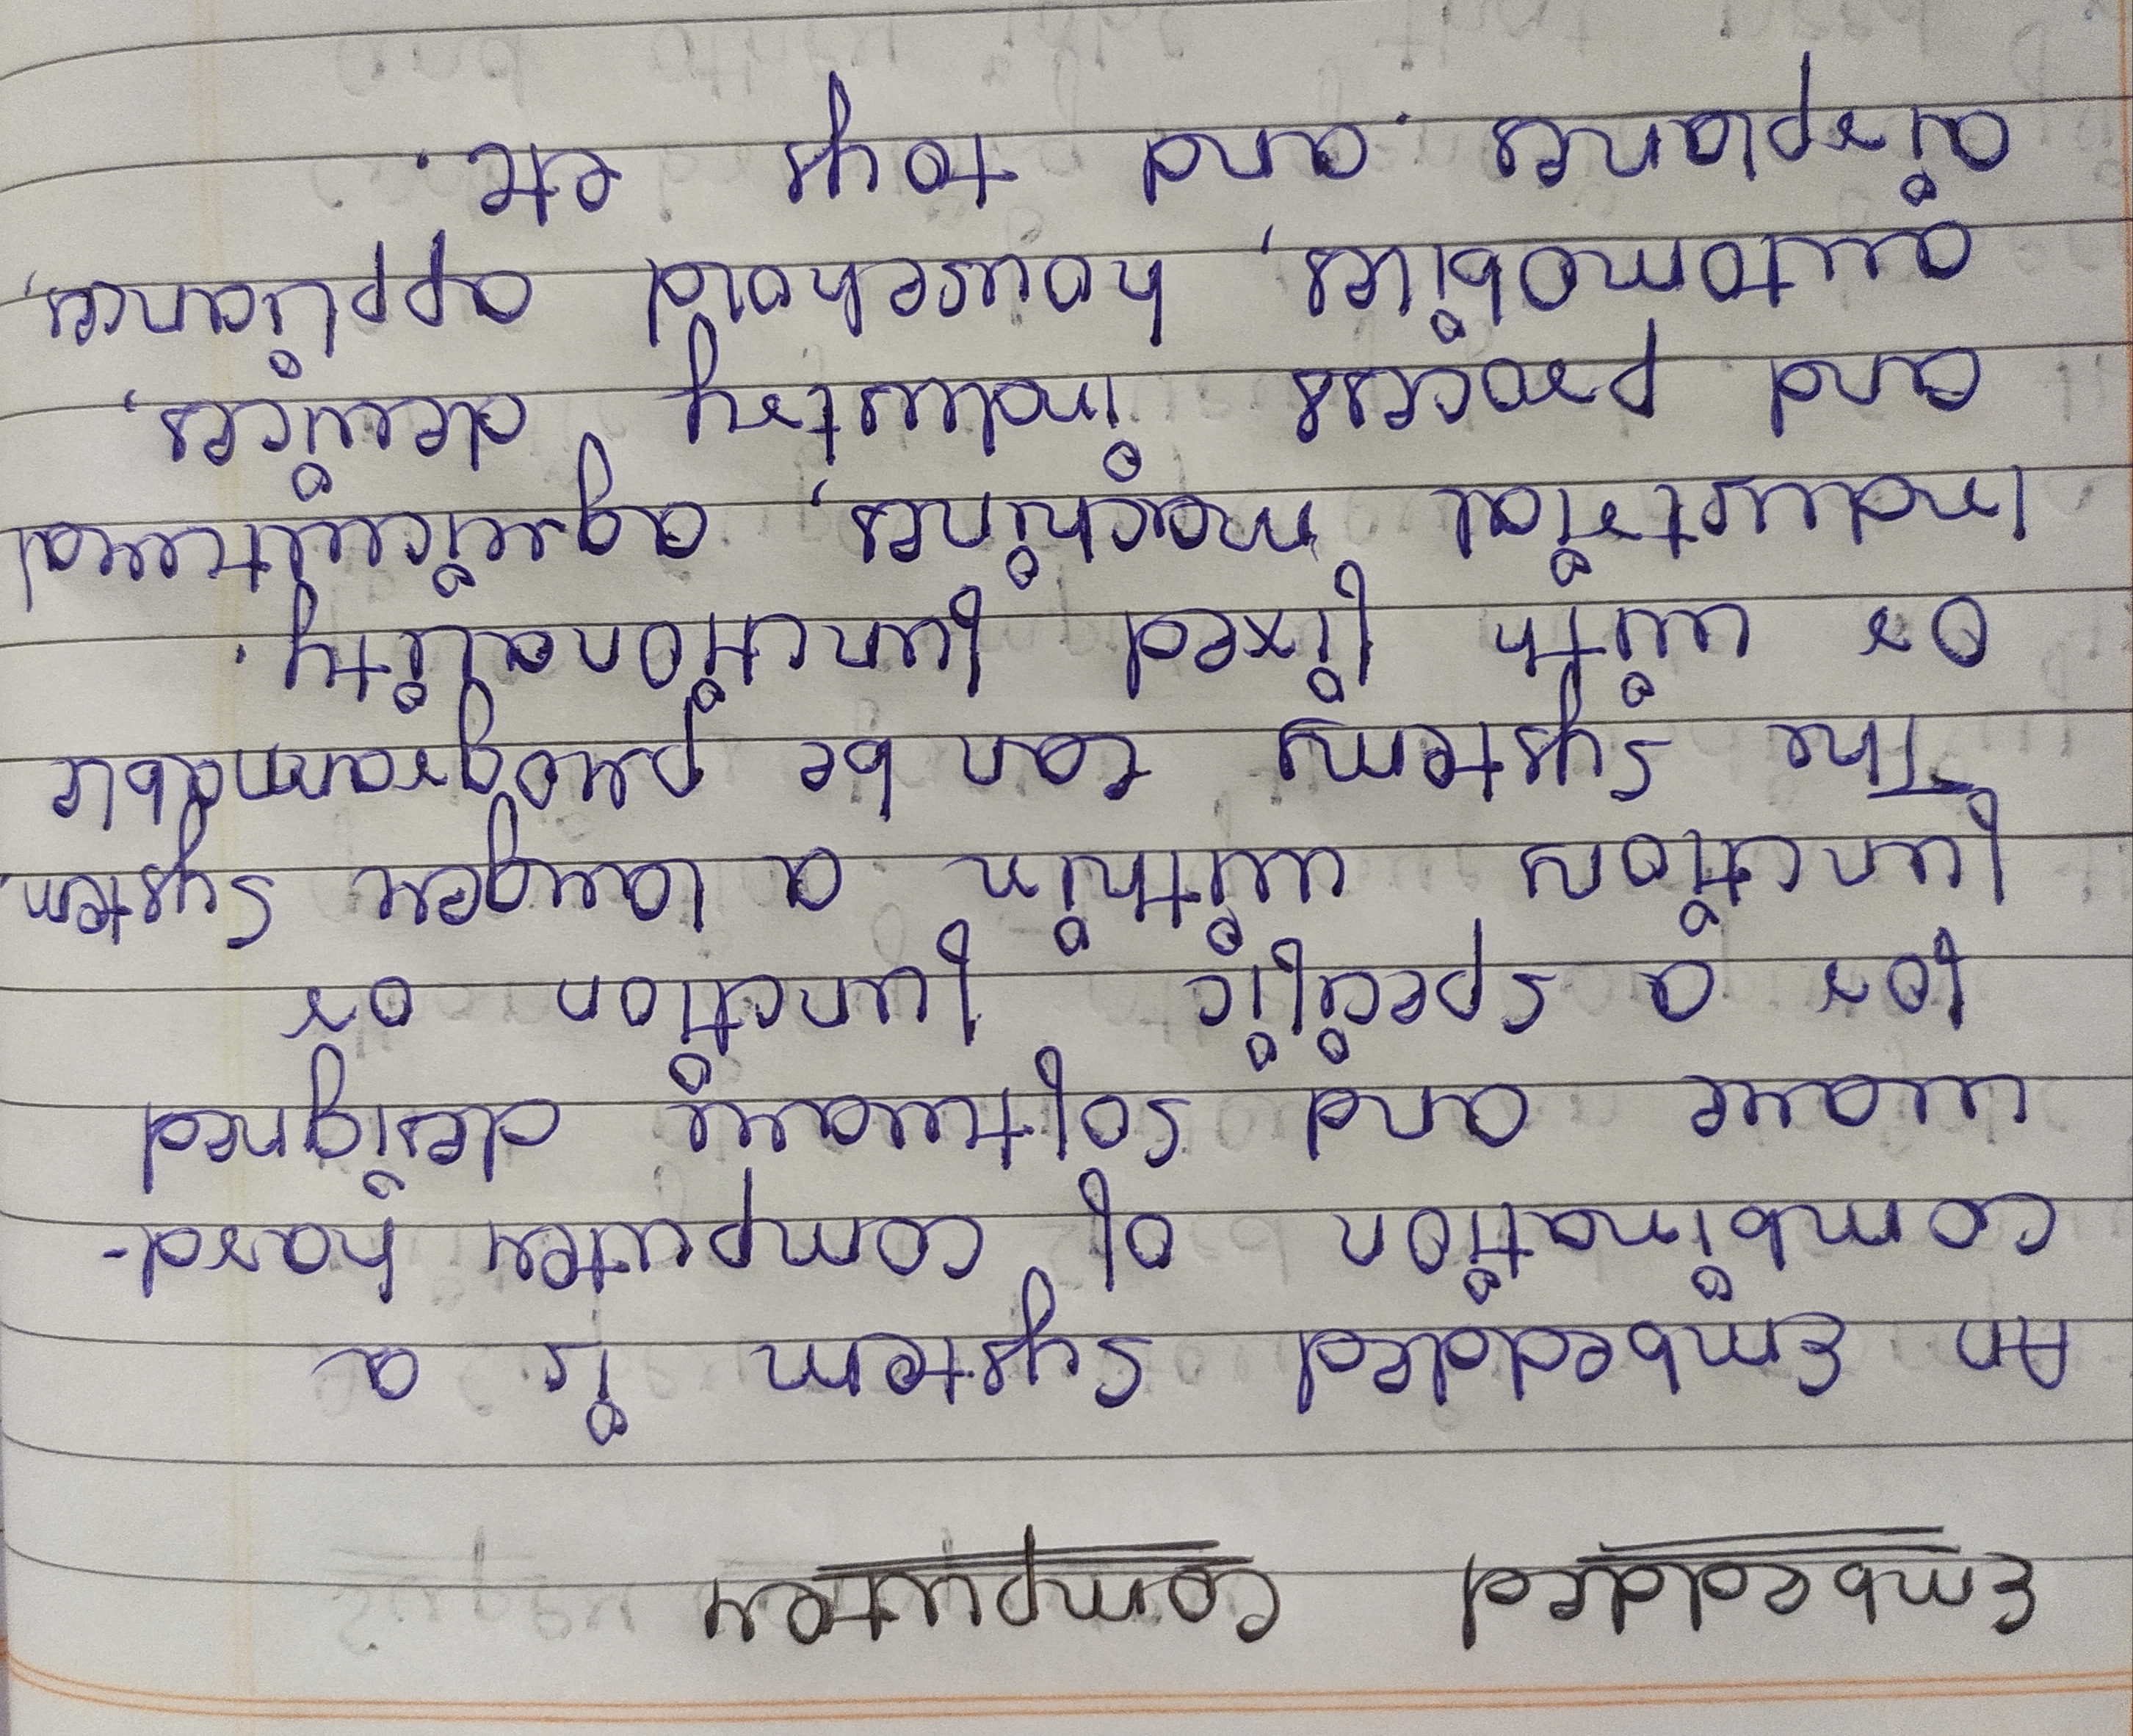 Embedded computer
An Embedded System is a
combination of computer hard-
ware and software designed
for a specific function or
function within a larger system.
The systems can be programmable
or with fixed functionality.
Industrial machines, agricultural
and process industry devices,
automobiles, household appliances,
airplanes and toys etc.